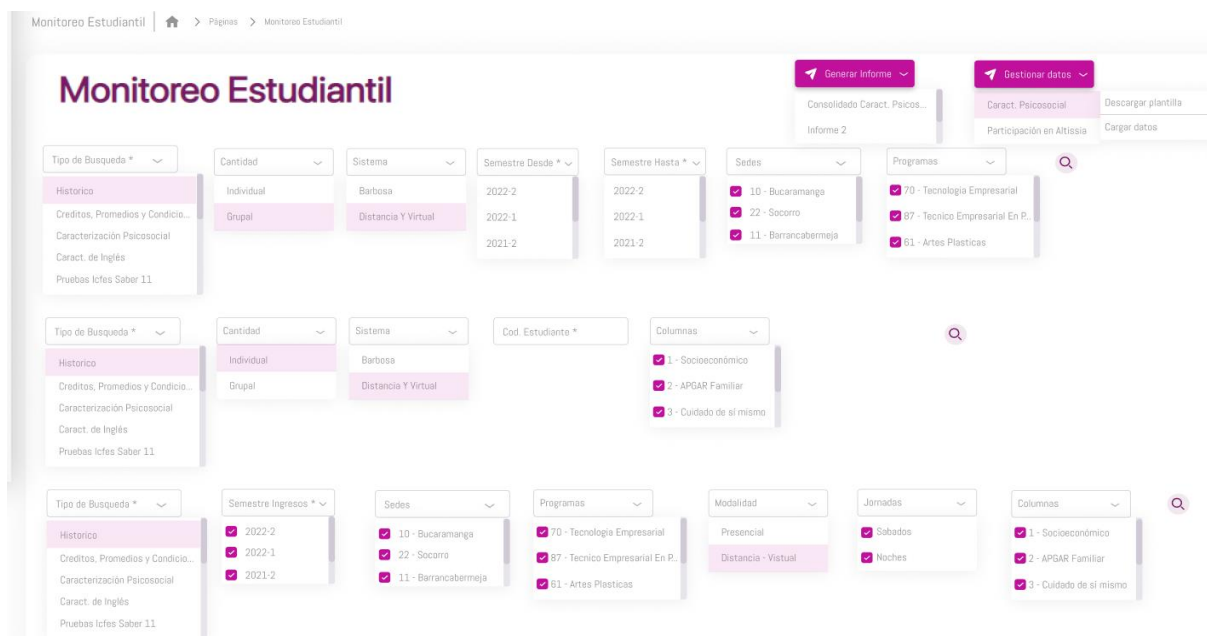 Monitoreo Estudiantil > Páginas > Monitoreo Estudiantil
Monitoreo Estudiantil
Generar Informe
Gestionar datos
Consolidado Caract. Psicos...
Informe 2
Caract. Psicosocial
Participación en Altissia
Descargar plantilla
Cargar datos
Tipo de Busqueda *
Historico
Creditos, Promedios y Condicio...
Caracterización Psicosocial
Caract. de Inglés
Pruebas Icfes Saber 11
Cantidad
Individual
Grupal
Sistema
Barbosa
Distancia Y Virtual
Semestre Desde *
2022-2
2022-1
2021-2
Semestre Hasta *
2022-2
2022-1
2021-2
Sedes
10 - Bucaramanga
22 - Socorro
11 - Barrancabermeja
Programas
70 - Tecnologia Empresarial
87 - Tecnico Empresarial En P...
61 - Artes Plasticas
Tipo de Busqueda *
Historico
Creditos, Promedios y Condicio...
Caracterización Psicosocial
Caract. de Inglés
Pruebas Icfes Saber 11
Cantidad
Individual
Grupal
Sistema
Barbosa
Distancia Y Virtual
Cod. Estudiante *
Columnas
1 - Socioeconómico
2 - APGAR Familiar
3 - Cuidado de sí mismo
Tipo de Busqueda *
Historico
Creditos, Promedios y Condicio...
Caracterización Psicosocial
Caract. de Inglés
Pruebas Icfes Saber 11
Semestre Ingresos *
2022-2
2022-1
2021-2
Sedes
10 - Bucaramanga
22 - Socorro
11 - Barrancabermeja
Programas
70 - Tecnologia Empresarial
87 - Tecnico Empresarial En P...
61 - Artes Plasticas
Modalidad
Presencial
Distancia - Vistual
Jornadas
Sabados
Noches
Columnas
1 - Socioeconómico
2 - APGAR Familiar
3 - Cuidado de sí mismo